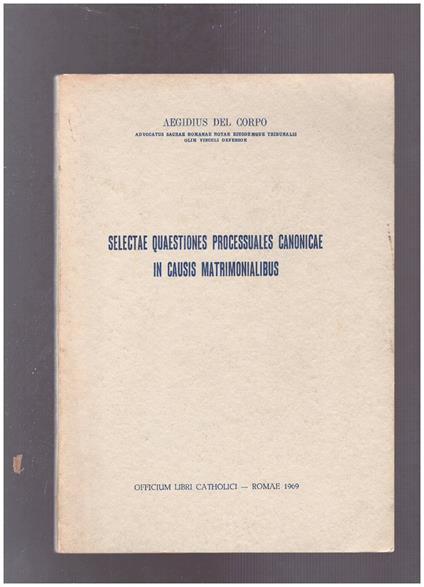 AEGIDIUS DEL CORPO
ADVOCATUS SACRAE ROMANAE ROTAE EIUSDEMQUE TRIBUNALIS
OLIM VINCULI DEFENSOR
SELECTAE QUAESTIONES PROCESSUALES CANONICAE
IN CAUSIS MATRIMONIALIBUS
OFFICIUM LIBRI CATHOLICI — ROMAE 1969